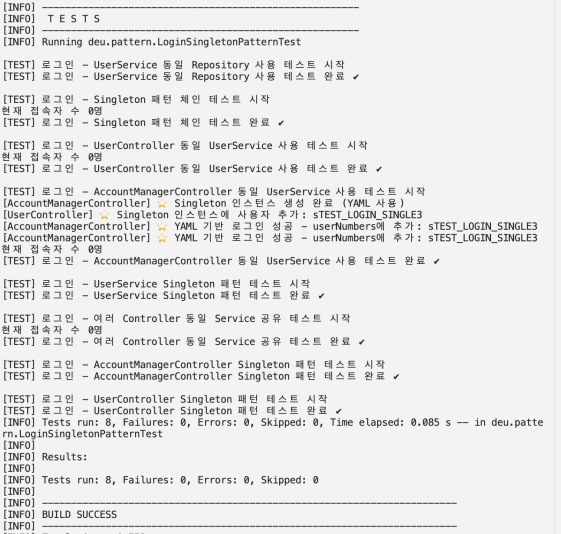 [INFO] -------------------------------------------------------
[INFO]  T E S T S
[INFO] -------------------------------------------------------
[INFO] Running deu.pattern.LoginSingletonPatternTest
[TEST] 로그인 – UserService 동일 Repository 사용 테스트 시작
[TEST] 로그인 – UserService 동일 Repository 사용 테스트 완료 ✔
[TEST] 로그인 – Singleton 패턴 체인 테스트 시작
현재 접속자 수 0명
[TEST] 로그인 – Singleton 패턴 체인 테스트 완료 ✔
[TEST] 로그인 – UserController 동일 UserService 사용 테스트 시작
현재 접속자 수 0명
[TEST] 로그인 – UserController 동일 UserService 사용 테스트 완료 ✔
[TEST] 로그인 – AccountManagerController 동일 UserService 사용 테스트 시작
[AccountManagerController] ⭐ Singleton 인스턴스 생성 완료 (YAML 사용)
[UserController] ⭐ Singleton 인스턴스에 사용자 추가: sTEST_LOGIN_SINGLE3
[AccountManagerController] ⭐ YAML 기반 로그인 성공 – userNumbers에 추가: sTEST_LOGIN_SINGLE3
[AccountManagerController] ⭐ YAML 기반 로그인 성공 – userNumbers에 추가: sTEST_LOGIN_SINGLE3
현재 접속자 수 0명
[TEST] 로그인 – AccountManagerController 동일 UserService 사용 테스트 완료 ✔
[TEST] 로그인 – UserService Singleton 패턴 테스트 시작
[TEST] 로그인 – UserService Singleton 패턴 테스트 완료 ✔
[TEST] 로그인 – 여러 Controller 동일 Service 공유 테스트 시작
현재 접속자 수 0명
[TEST] 로그인 – 여러 Controller 동일 Service 공유 테스트 완료 ✔
[TEST] 로그인 – AccountManagerController Singleton 패턴 테스트 시작
[TEST] 로그인 – AccountManagerController Singleton 패턴 테스트 완료 ✔
[TEST] 로그인 – UserController Singleton 패턴 테스트 시작
[TEST] 로그인 – UserController Singleton 패턴 테스트 완료 ✔
[INFO] Tests run: 8, Failures: 0, Errors: 0, Skipped: 0, Time elapsed: 0.085 s -- in deu.patte
rn.LoginSingletonPatternTest
[INFO]
[INFO] Results:
[INFO]
[INFO] Tests run: 8, Failures: 0, Errors: 0, Skipped: 0
[INFO]
[INFO] ------------------------------------------------------------------------
[INFO] BUILD SUCCESS
[INFO] ------------------------------------------------------------------------